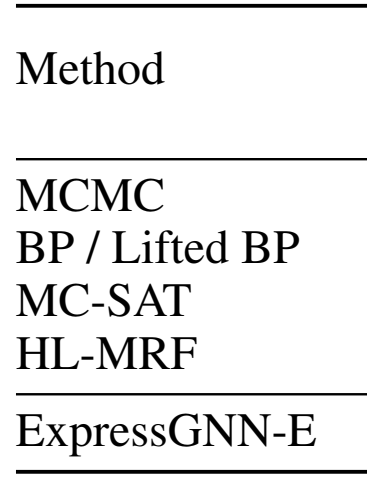 Method
MCMC
BP / Lifted BP
MC-SAT
HL-MRF
ExpressGNN-E